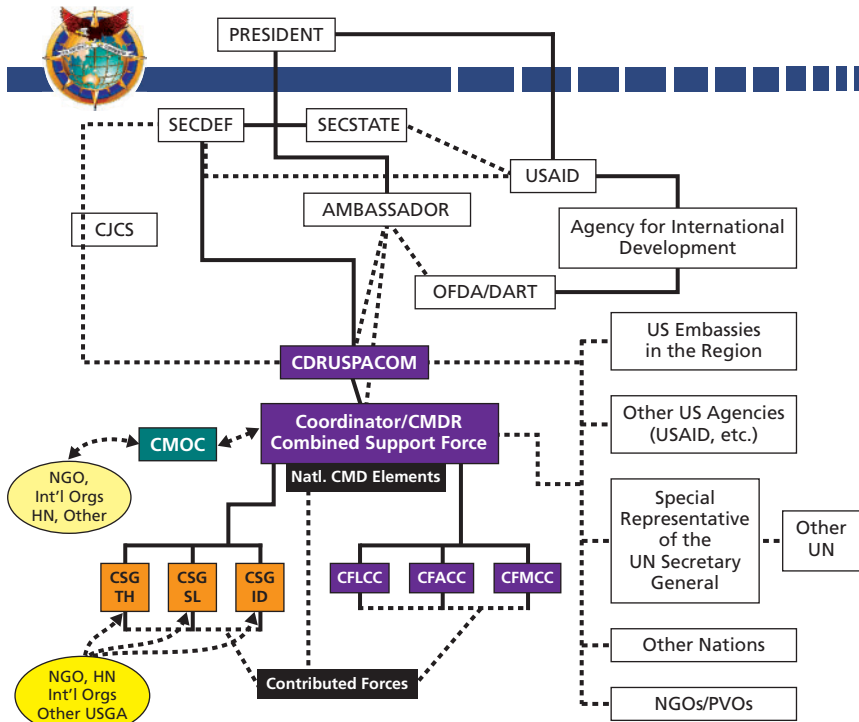 PRESIDENT
SECDEF
SECSTATE
USAID
AMBASSADOR
CJCS
Agency for International
Development
OFDA/DART
CDRUSPACOM
US Embassies
in the Region
Coordinator/CMDR
Combined Support Force
CMOC
Other US Agencies
(USAID, etc.)
Natl. CMD Elements
NGO,
Int'l Orgs
HN, Other
Special
Representative
of the
UN Secretary
General
Other
UN
CSG
TH
CSG
SL
CSG
ID
CFLCC
CFACC
CFMCC
Other Nations
Contributed Forces
NGO, HN
Int'l Orgs
Other USGA
NGOs/PVOs